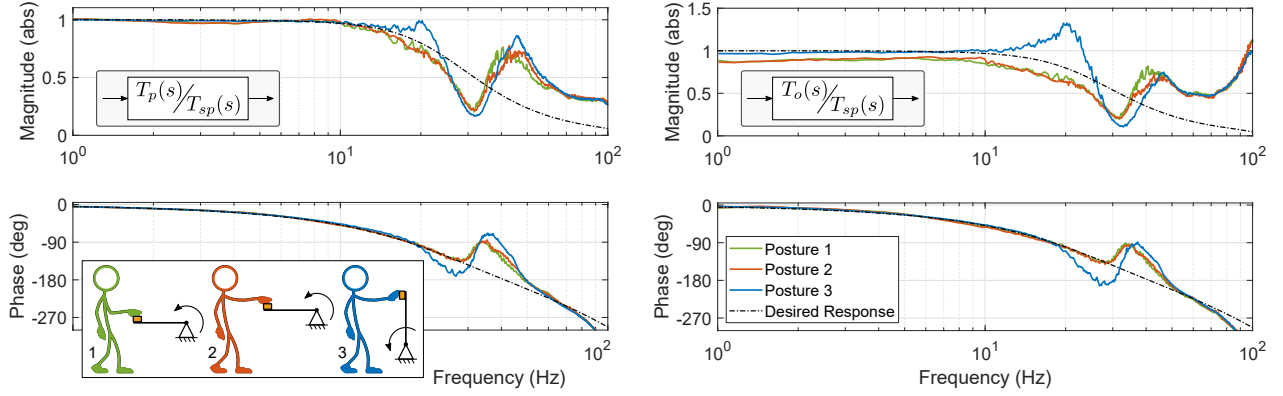 Magnitude (abs)
1
0.5
0
T_p(s)/T_sp(s)
10^0
10^1
10^2
Magnitude (abs)
1.5
1
0.5
0
T_o(s)/T_sp(s)
10^0
10^1
10^2
Phase (deg)
0
-90
-180
-270
1
2
3
10^2
Frequency (Hz)
Phase (deg)
0
-90
-180
-270
Posture 1
Posture 2
Posture 3
Desired Response
10^0
10^1
10^2
Frequency (Hz)